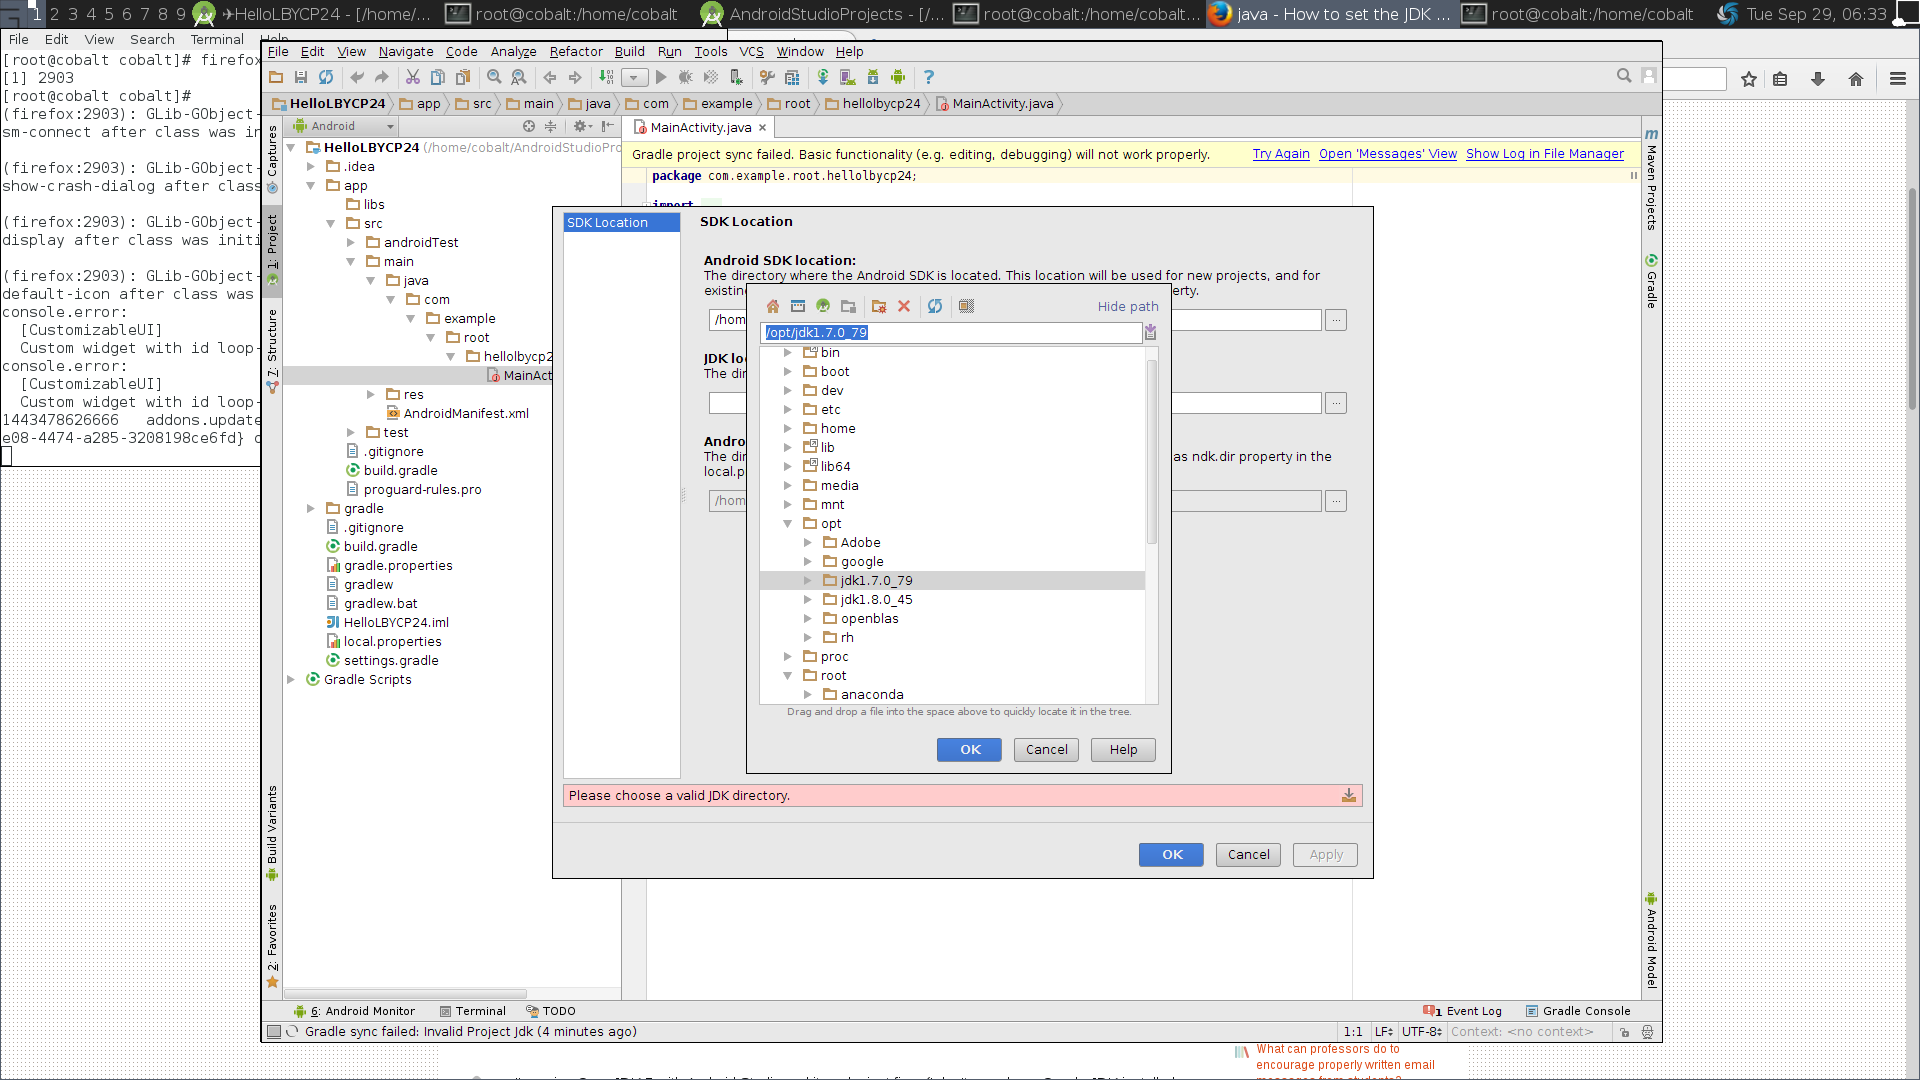 1 2 3 4 5 6 7 8 9 ✈HelloLBYCP24 - [/home/... root@cobalt:/home/cobalt AndroidStudioProjects - [/... root@cobalt:/home/cobalt... java - How to set the JDK ... root@cobalt:/home/cobalt Tue Sep 29, 06:33
File Edit View Search Terminal Help
[root@cobalt cobalt]# firefox
[1] 2903
[root@cobalt cobalt]#
(firefox:2903): GLib-GObject-
sm-connect after class was in
(firefox:2903): GLib-GObject-
show-crash-dialog after class
(firefox:2903): GLib-GObject-
display after class was initi
(firefox:2903): GLib-GObject-
default-icon after class was
console.error:
[CustomizableUI]
Custom widget with id loop-
console.error:
[CustomizableUI]
Custom widget with id loop-
1443478626666 addons.update
e08-4474-a285-3208198ce6fd} c
File Edit View Navigate Code Analyze Refactor Build Run Tools VCS Window Help
HelloLBYCP24 app src main java com example root hellolbycp24 MainActivity.java
Captures
1: Project
7: Structure
Build Variants
2: Favorites
Android
HelloLBYCP24 (/home/cobalt/AndroidStudioPro
.idea
app
libs
src
androidTest
main
java
com
example
root
hellolbycp2
MainAct
res
AndroidManifest.xml
test
.gitignore
build.gradle
proguard-rules.pro
gradle
.gitignore
build.gradle
gradle.properties
gradlew
gradlew.bat
HelloLBYCP24.iml
local.properties
settings.gradle
Gradle Scripts
MainActivity.java
Gradle project sync failed. Basic functionality (e.g. editing, debugging) will not work properly. Try Again Open 'Messages' View Show Log in File Manager
package com.example.root.hellolbycp24;
import
Maven Projects
Gradle
Android Model
SDK Location
SDK Location
Android SDK location:
The directory where the Android SDK is located. This location will be used for new projects, and for
existin
erty.
/hom
...
JDK lo
The dir
...
Andro
The dir
as ndk.dir property in the
local.p
/hom
...
Hide path
/opt/jdk1.7.0_79
bin
boot
dev
etc
home
lib
lib64
media
mnt
opt
Adobe
google
jdk1.7.0_79
jdk1.8.0_45
openblas
rh
proc
root
anaconda
Drag and drop a file into the space above to quickly locate it in the tree.
OK Cancel Help
Please choose a valid JDK directory.
OK Cancel Apply
6: Android Monitor Terminal TODO 1 Event Log Gradle Console
Gradle sync failed: Invalid Project Jdk (4 minutes ago) 1:1 LF UTF-8 Context: <no context>
What can professors do to
encourage properly written email